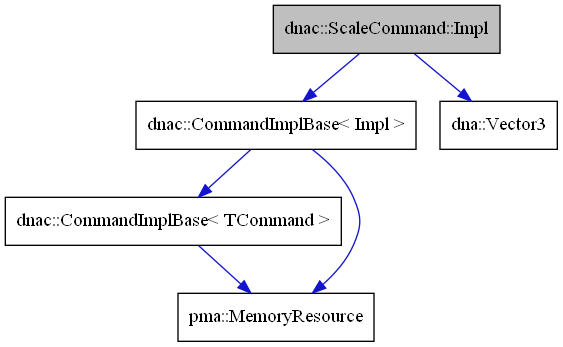 dnac::ScaleCommand::Impl
dnac::CommandImplBase< Impl >
dna::Vector3
dnac::CommandImplBase< TCommand >
pma::MemoryResource